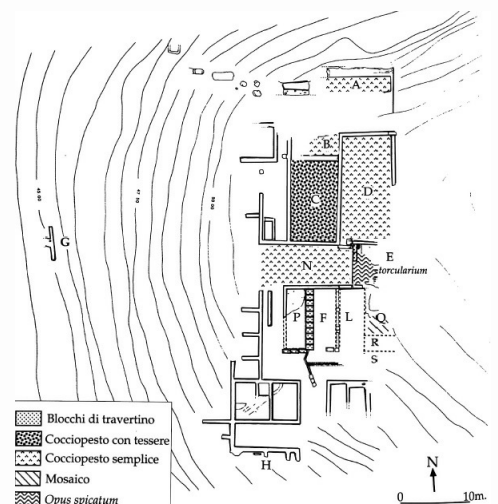 A
B
C
D
G
E
torcularium
N
P
F
L
Q
R
S
Blocchi di travertino
Cocciopesto con tessere
Cocciopesto semplice
Mosaico
Opus spicatum
H
N
0 10m.